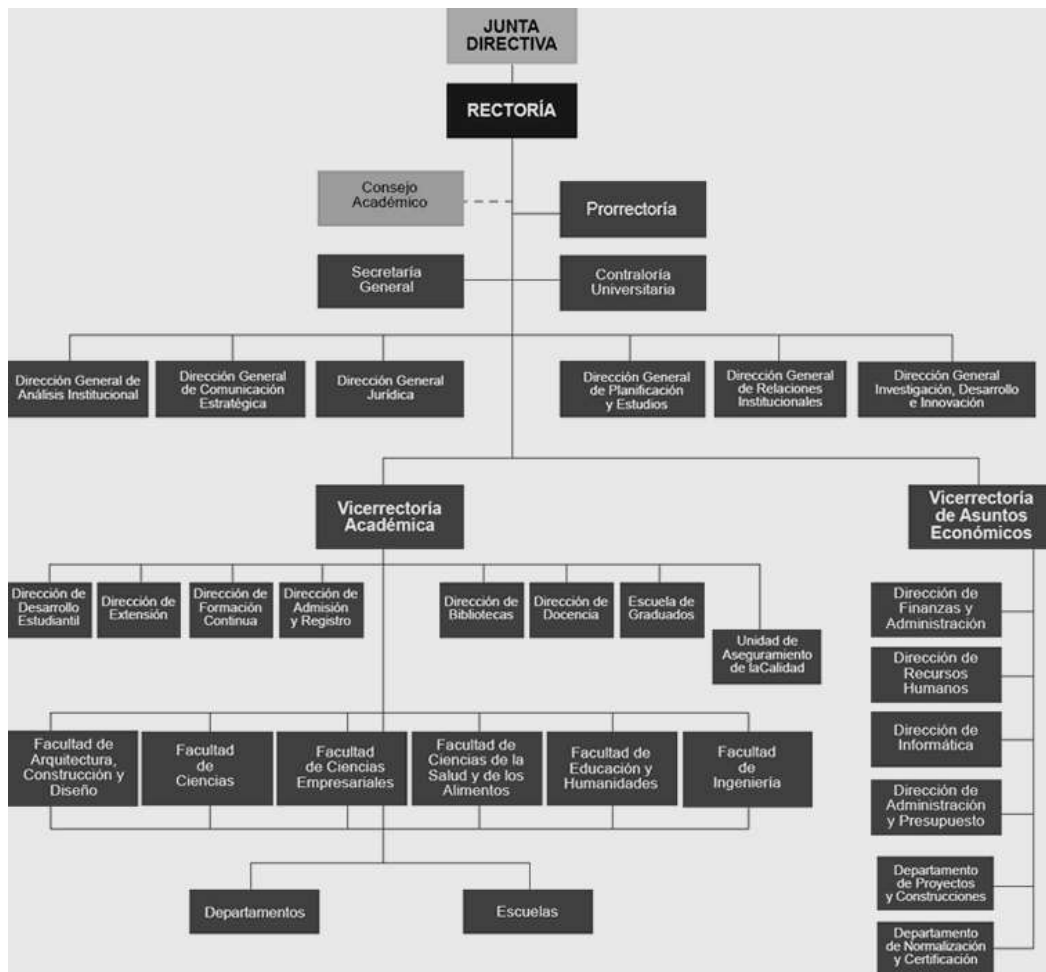 JUNTA
DIRECTIVA
RECTORÍA
Consejo
Académico
Prorrectoría
Secretaría
General
Contraloría
Universitaria
Dirección General de
Análisis Institucional
Dirección General
de Comunicación
Estratégica
Dirección General
Jurídica
Dirección General
de Planificación
y Estudios
Dirección General
de Relaciones
Institucionales
Dirección General
Investigación, Desarrollo
e Innovación
Vicerrectoría
Académica
Vicerrectoría
de Asuntos
Económicos
Dirección de
Desarrollo
Estudiantil
Dirección de
Extensión
Dirección de
Formación
Continua
Dirección de
Admisión
y Registro
Dirección de
Bibliotecas
Dirección de
Docencia
Escuela de
Graduados
Unidad de
Aseguramiento
de laCalidad
Dirección de
Finanzas y
Administración
Dirección de
Recursos
Humanos
Dirección de
Informática
Dirección de
Administración
y Presupuesto
Departamento
de Proyectos
y Construcciones
Departamento
de Normalización
y Certificación
Facultad de
Arquitectura,
Construcción y
Diseño
Facultad
de
Ciencias
Facultad
de Ciencias
Empresariales
Facultad de
Ciencias de la
Salud y de los
Alimentos
Facultad de
Educación y
Humanidades
Facultad
de
Ingeniería
Departamentos
Escuelas